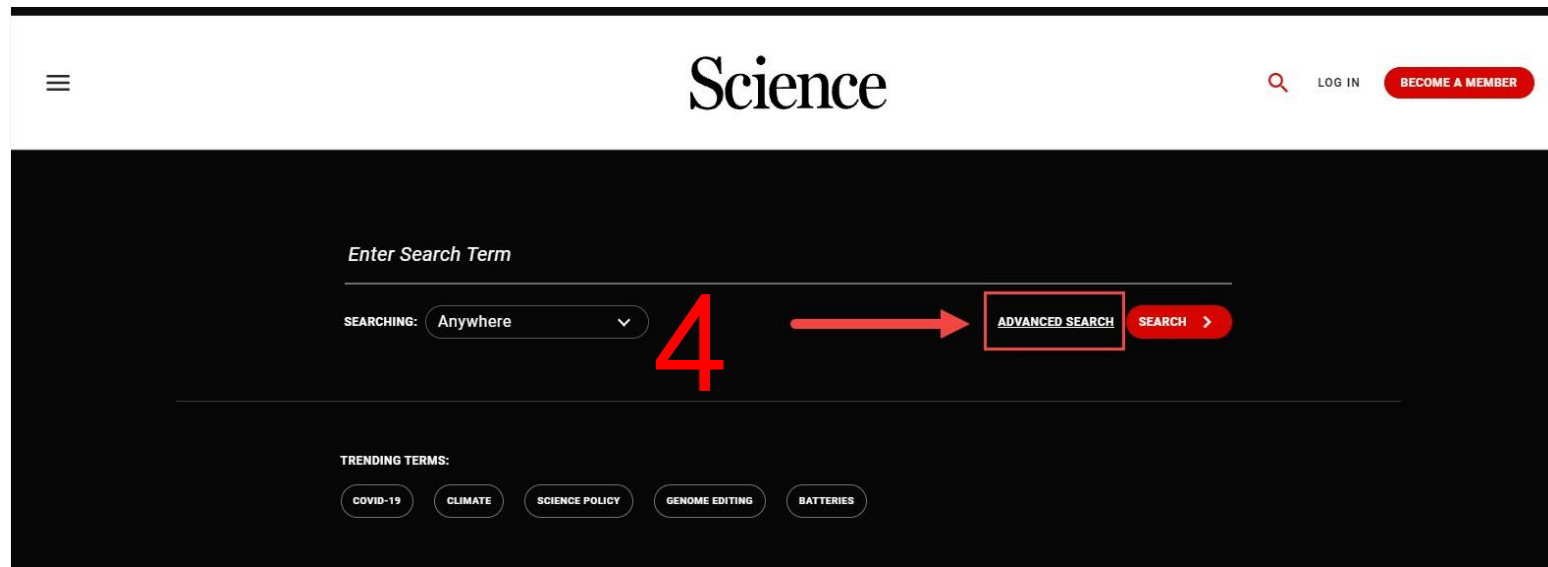 Science
LOG IN
BECOME A MEMBER
Enter Search Term
SEARCHING: Anywhere
4
ADVANCED SEARCH
SEARCH
TRENDING TERMS:
COVID-19 CLIMATE SCIENCE POLICY GENOME EDITING BATTERIES